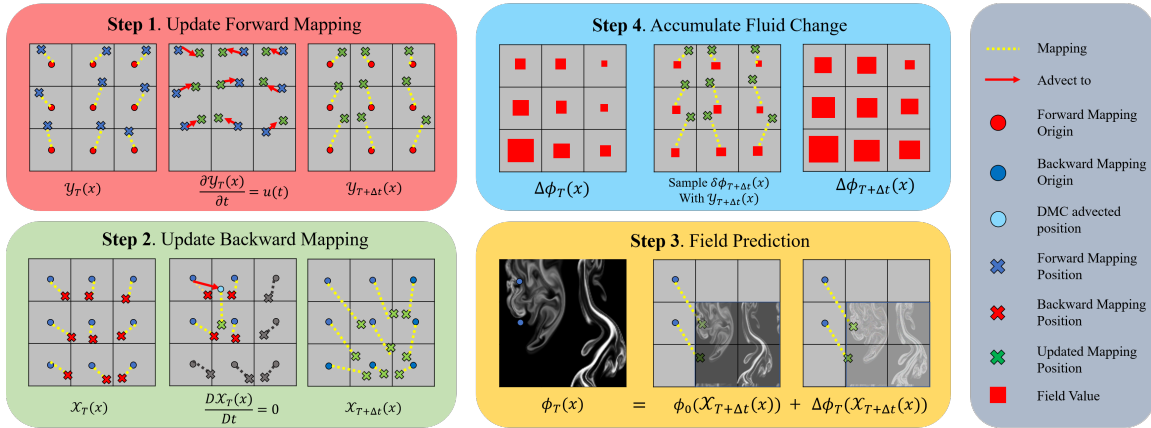 Step 1. Update Forward Mapping
𝒴_T(x)
∂𝒴_T(x)/∂t = u(t)
𝒴_{T+Δt}(x)
Step 4. Accumulate Fluid Change
Δϕ_T(x)
Sample δϕ_{T+Δt}(x)
With 𝒴_{T+Δt}(x)
Δϕ_{T+Δt}(x)
Step 2. Update Backward Mapping
𝒳_T(x)
D𝒳_T(x)/Dt = 0
𝒳_{T+Δt}(x)
Step 3. Field Prediction
ϕ_T(x) = ϕ_0(𝒳_{T+Δt}(x)) + Δϕ_T(𝒳_{T+Δt}(x))
Mapping
Advect to
Forward Mapping
Origin
Backward Mapping
Origin
DMC advected
position
Forward Mapping
Position
Backward Mapping
Position
Updated Mapping
Position
Field Value